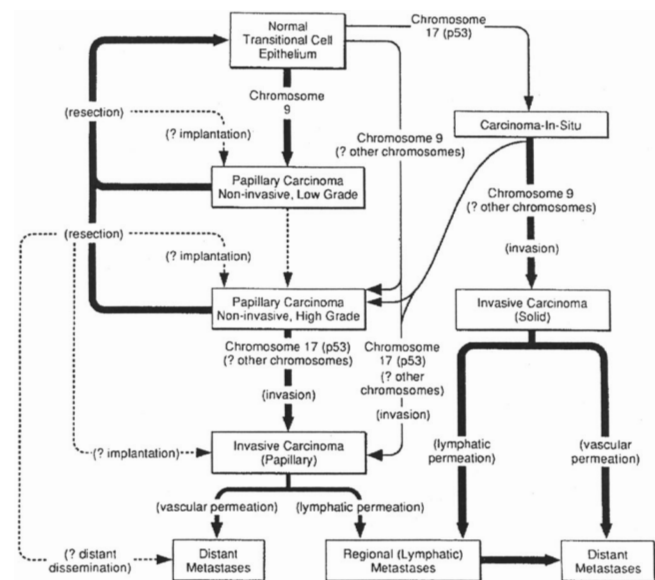 Normal
Transitional Cell
Epithelium
Chromosome
17 (p53)
Chromosome
9
(resection)
(? implantation)
Chromosome 9
(? other chromosomes)
Carcinoma-In-Situ
Papillary Carcinoma
Non-invasive, Low Grade
Chromosome 9
(? other chromosomes)
(resection)
(? implantation)
(invasion)
Papillary Carcinoma
Non-invasive, High Grade
Invasive Carcinoma
(Solid)
Chromosome 17 (p53)
(? other chromosomes)
(invasion)
Chromosome
17 (p53)
(? other
chromosomes)
(invasion)
(? implantation)
Invasive Carcinoma
(Papillary)
(lymphatic
permeation)
(vascular
permeation)
(vascular permeation)
(lymphatic permeation)
(? distant
dissemination)
Distant
Metastases
Regional (Lymphatic)
Metastases
Distant
Metastases